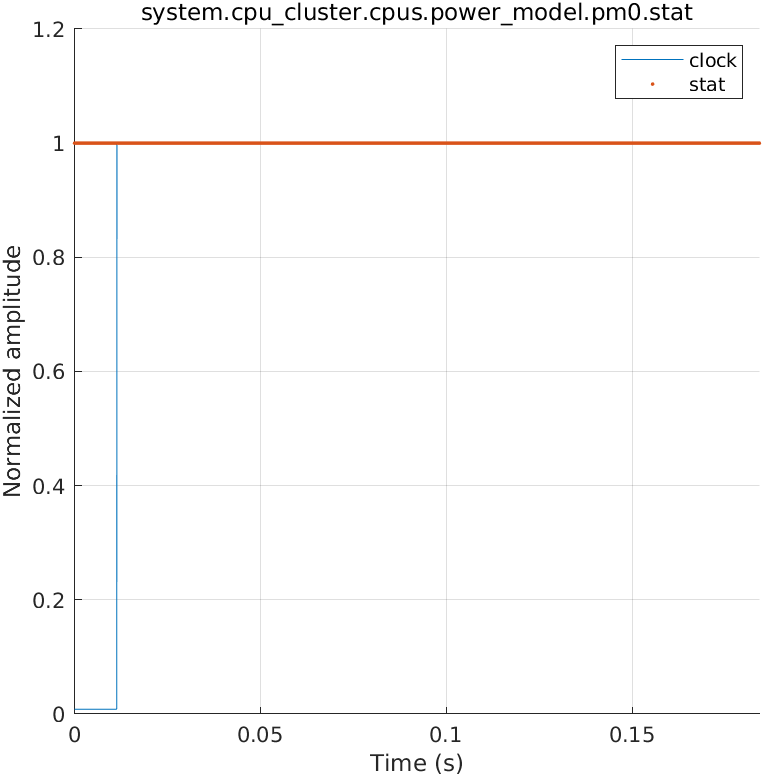 system.cpu_cluster.cpus.power_model.pm0.stat
1.2
clock
stat
1
0.8
0.6
0.4
0.2
0
Normalized amplitude
0 0.05 0.1 0.15
Time (s)